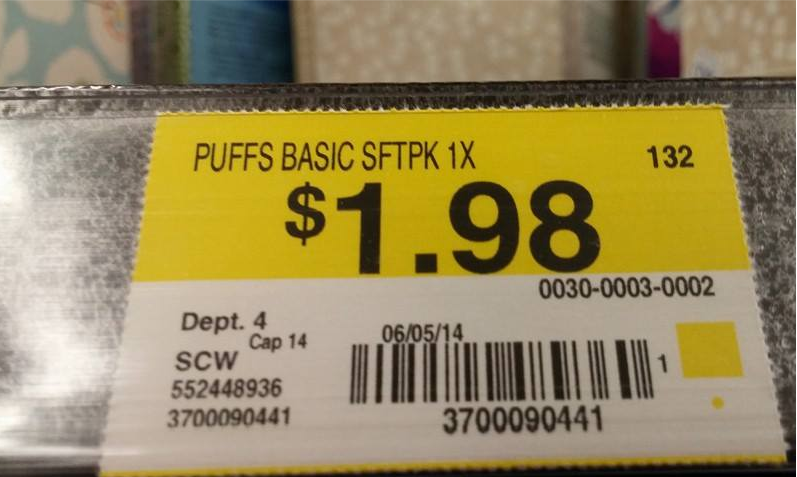 PUFFS BASIC SFTPK 1X 132
$1.98
0030-0003-0002
Dept. 4
Cap 14
06/05/14
SCW
1
552448936
3700090441
3700090441